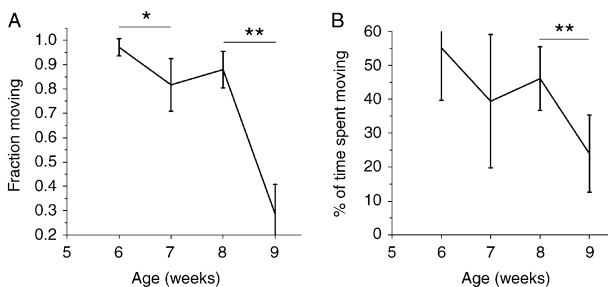 A
*
**
1.0
0.9
0.8
0.7
0.6
0.5
0.4
0.3
0.2
Fraction moving
5 6 7 8 9
Age (weeks)
B
**
60
50
40
30
20
10
0
% of time spent moving
5 6 7 8 9
Age (weeks)